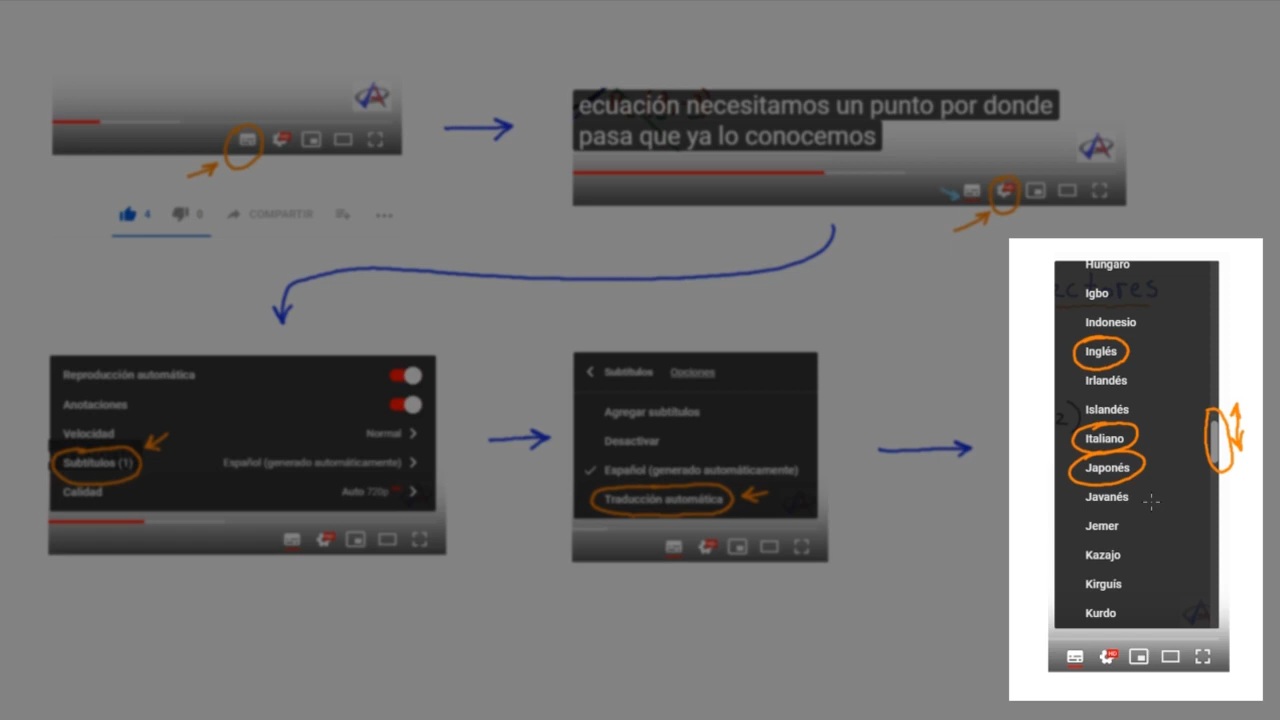 ecuación necesitamos un punto por donde
pasa que ya lo conocemos
4 0 COMPARTIR
Reproducción automática
Anotaciones
Velocidad Normal
Subtítulos (1) Español (generado automáticamente)
Calidad Auto 720p
Subtítulos Opciones
Agregar subtítulos
Desactivar
Español (generado automáticamente)
Traducción automática
Húngaro
ectores
Igbo
Indonesio
Inglés
Irlandés
Islandés
Italiano
Japonés
Javanés
Jemer
Kazajo
Kirguís
Kurdo
HD